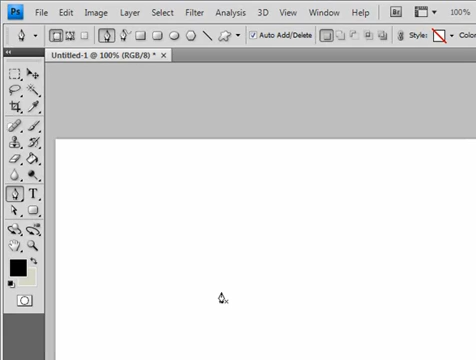 Ps File Edit Image Layer Select Filter Analysis 3D View Window Help Br 100%
Auto Add/Delete Style: Color
Untitled-1 @ 100% (RGB/8) * ×
T